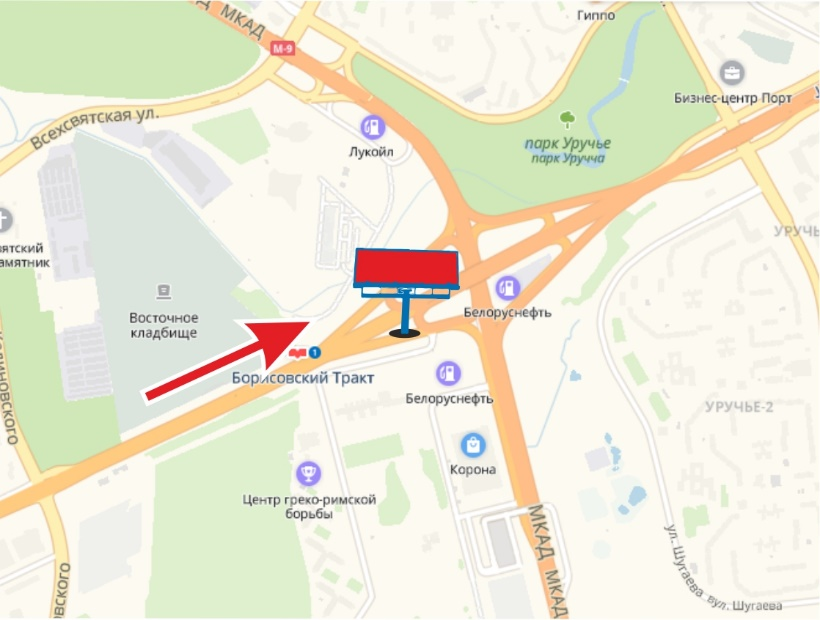 Гиппо
МКАД
М-9
Бизнес-центр Порт
Всехсвятская ул.
Лукойл
парк Уручье
парк Уручча
УРУЧЬ
Восточное
кладбище
Белоруснефть
1
Борисовский Тракт
Белоруснефть
УРУЧЬЕ-2
Корона
Центр греко-римской
борьбы
МКАД МКАД
ул. Шугаева
вул. Шугаева